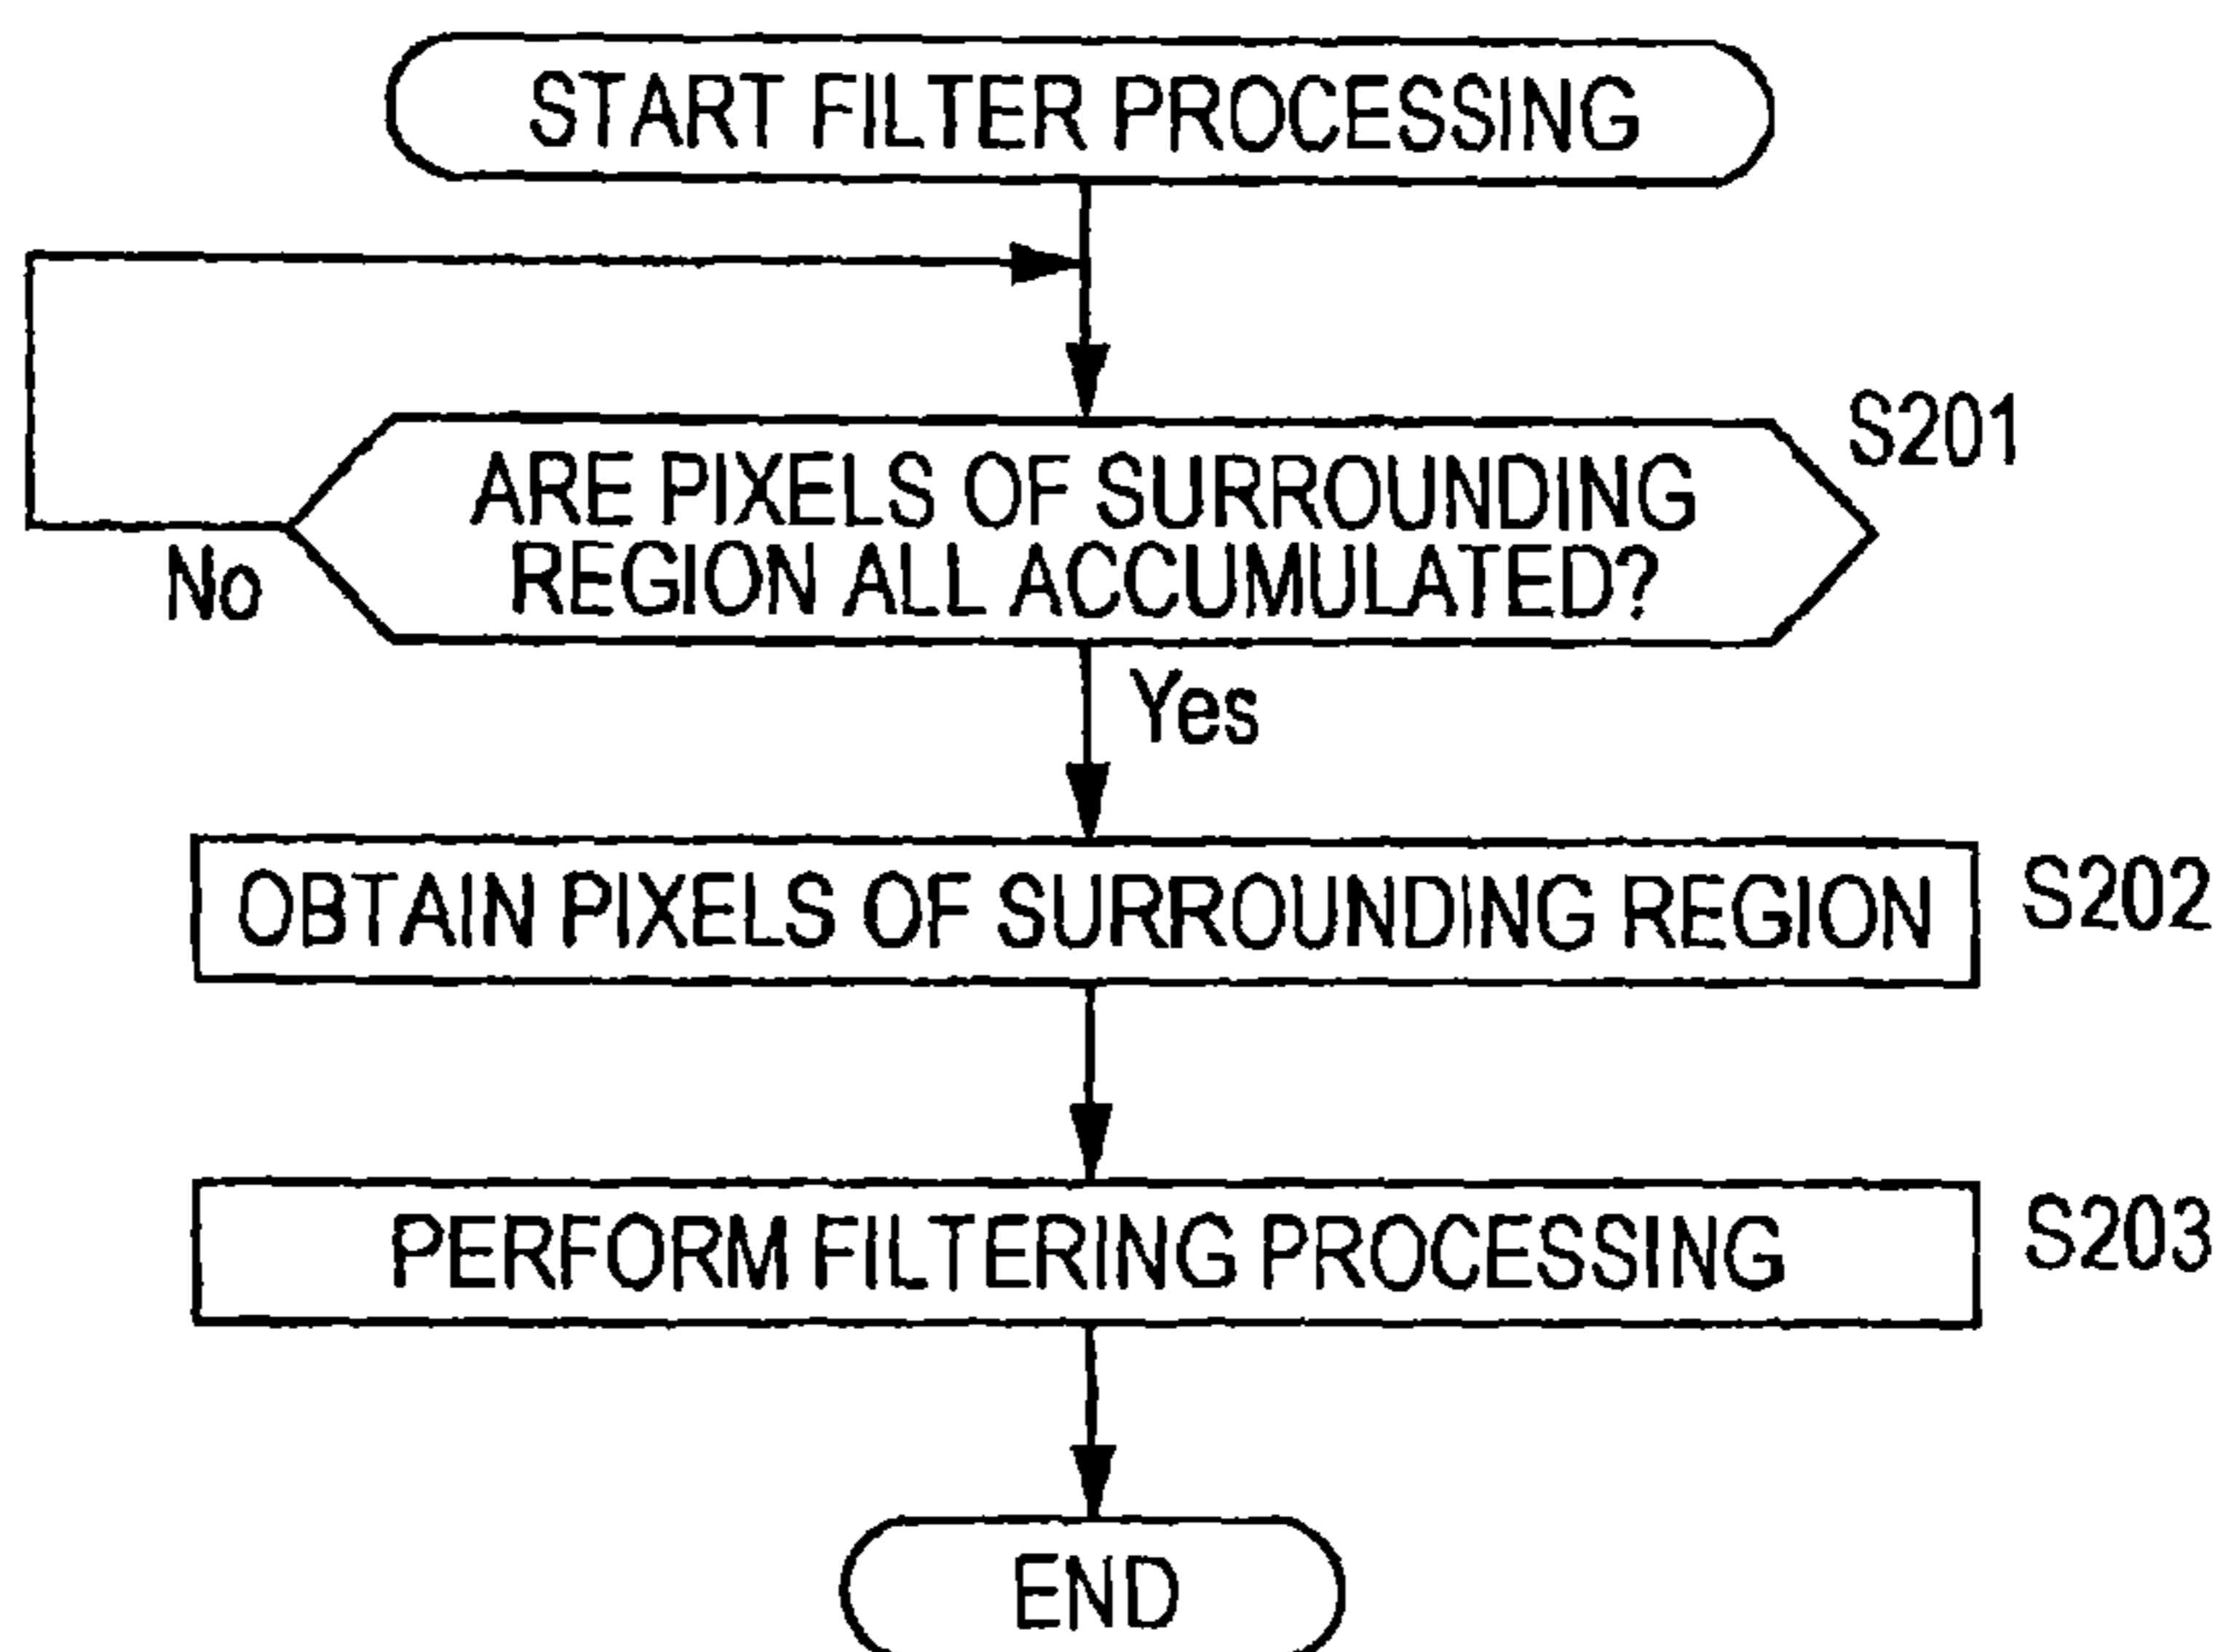 START FILTER PROCESSING
S201
ARE PIXELS OF SURROUNDING
REGION ALL ACCUMULATED?
No
Yes
OBTAIN PIXELS OF SURROUNDING REGION
S202
PERFORM FILTERING PROCESSING
S203
END